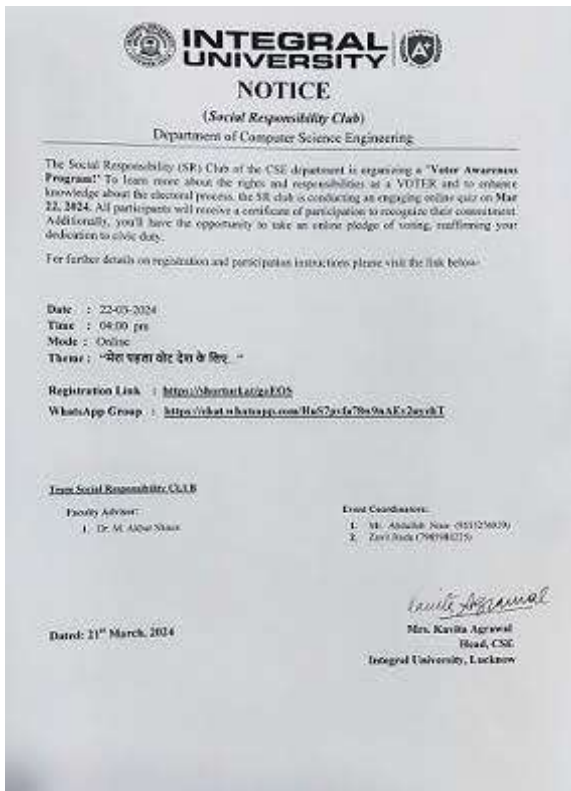 INTEGRAL
UNIVERSITY
A+
NOTICE
(Social Responsibility Club)
Department of Computer Science Engineering
The Social Responsibility (SR) Club of the CSE department is organizing a "Voter Awareness
Program!" To learn more about the rights and responsibilities as a VOTER and to enhance
knowledge about the electoral process, the SR club is conducting an engaging online quiz on Mar
22, 2024. All participants will receive a certificate of participation to recognize their commitment.
Additionally, you'll have the opportunity to take an online pledge of voting, reaffirming your
dedication to civic duty.
For further details on registration and participation instructions please visit the link below:
Date : 22-03-2024
Time : 04:00 pm
Mode : Online
Theme : "मेरा पहला वोट देश के लिए.."
Registration Link :
WhatsApp Group :
Team Social Responsibility CLUB
Faculty Advisor:
1. Dr. M. Akbar
Event Coordinators:
1. Mr. Abdullah
2.
Kavita Agrawal
Dated: 21st March, 2024
Mrs. Kavita Agrawal
Head, CSE
Integral University, Lucknow